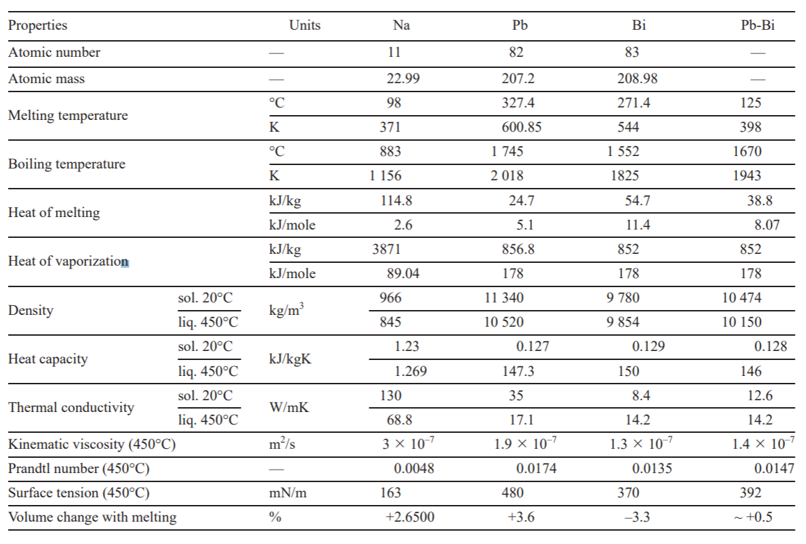 Properties Units Na Pb Bi Pb-Bi
Atomic number — 11 82 83 —
Atomic mass — 22.99 207.2 208.98 —
Melting temperature °C 98 327.4 271.4 125
K 371 600.85 544 398
Boiling temperature °C 883 1 745 1 552 1670
K 1 156 2 018 1825 1943
Heat of melting kJ/kg 114.8 24.7 54.7 38.8
kJ/mole 2.6 5.1 11.4 8.07
Heat of vaporization kJ/kg 3871 856.8 852 852
kJ/mole 89.04 178 178 178
Density sol. 20°C kg/m³ 966 11 340 9 780 10 474
liq. 450°C 845 10 520 9 854 10 150
Heat capacity sol. 20°C kJ/kgK 1.23 0.127 0.129 0.128
liq. 450°C 1.269 147.3 150 146
Thermal conductivity sol. 20°C W/mK 130 35 8.4 12.6
liq. 450°C 68.8 17.1 14.2 14.2
Kinematic viscosity (450°C) m²/s 3 × 10⁻⁷ 1.9 × 10⁻⁷ 1.3 × 10⁻⁷ 1.4 × 10⁻⁷
Prandtl number (450°C) — 0.0048 0.0174 0.0135 0.0147
Surface tension (450°C) mN/m 163 480 370 392
Volume change with melting % +2.6500 +3.6 –3.3 ~ +0.5